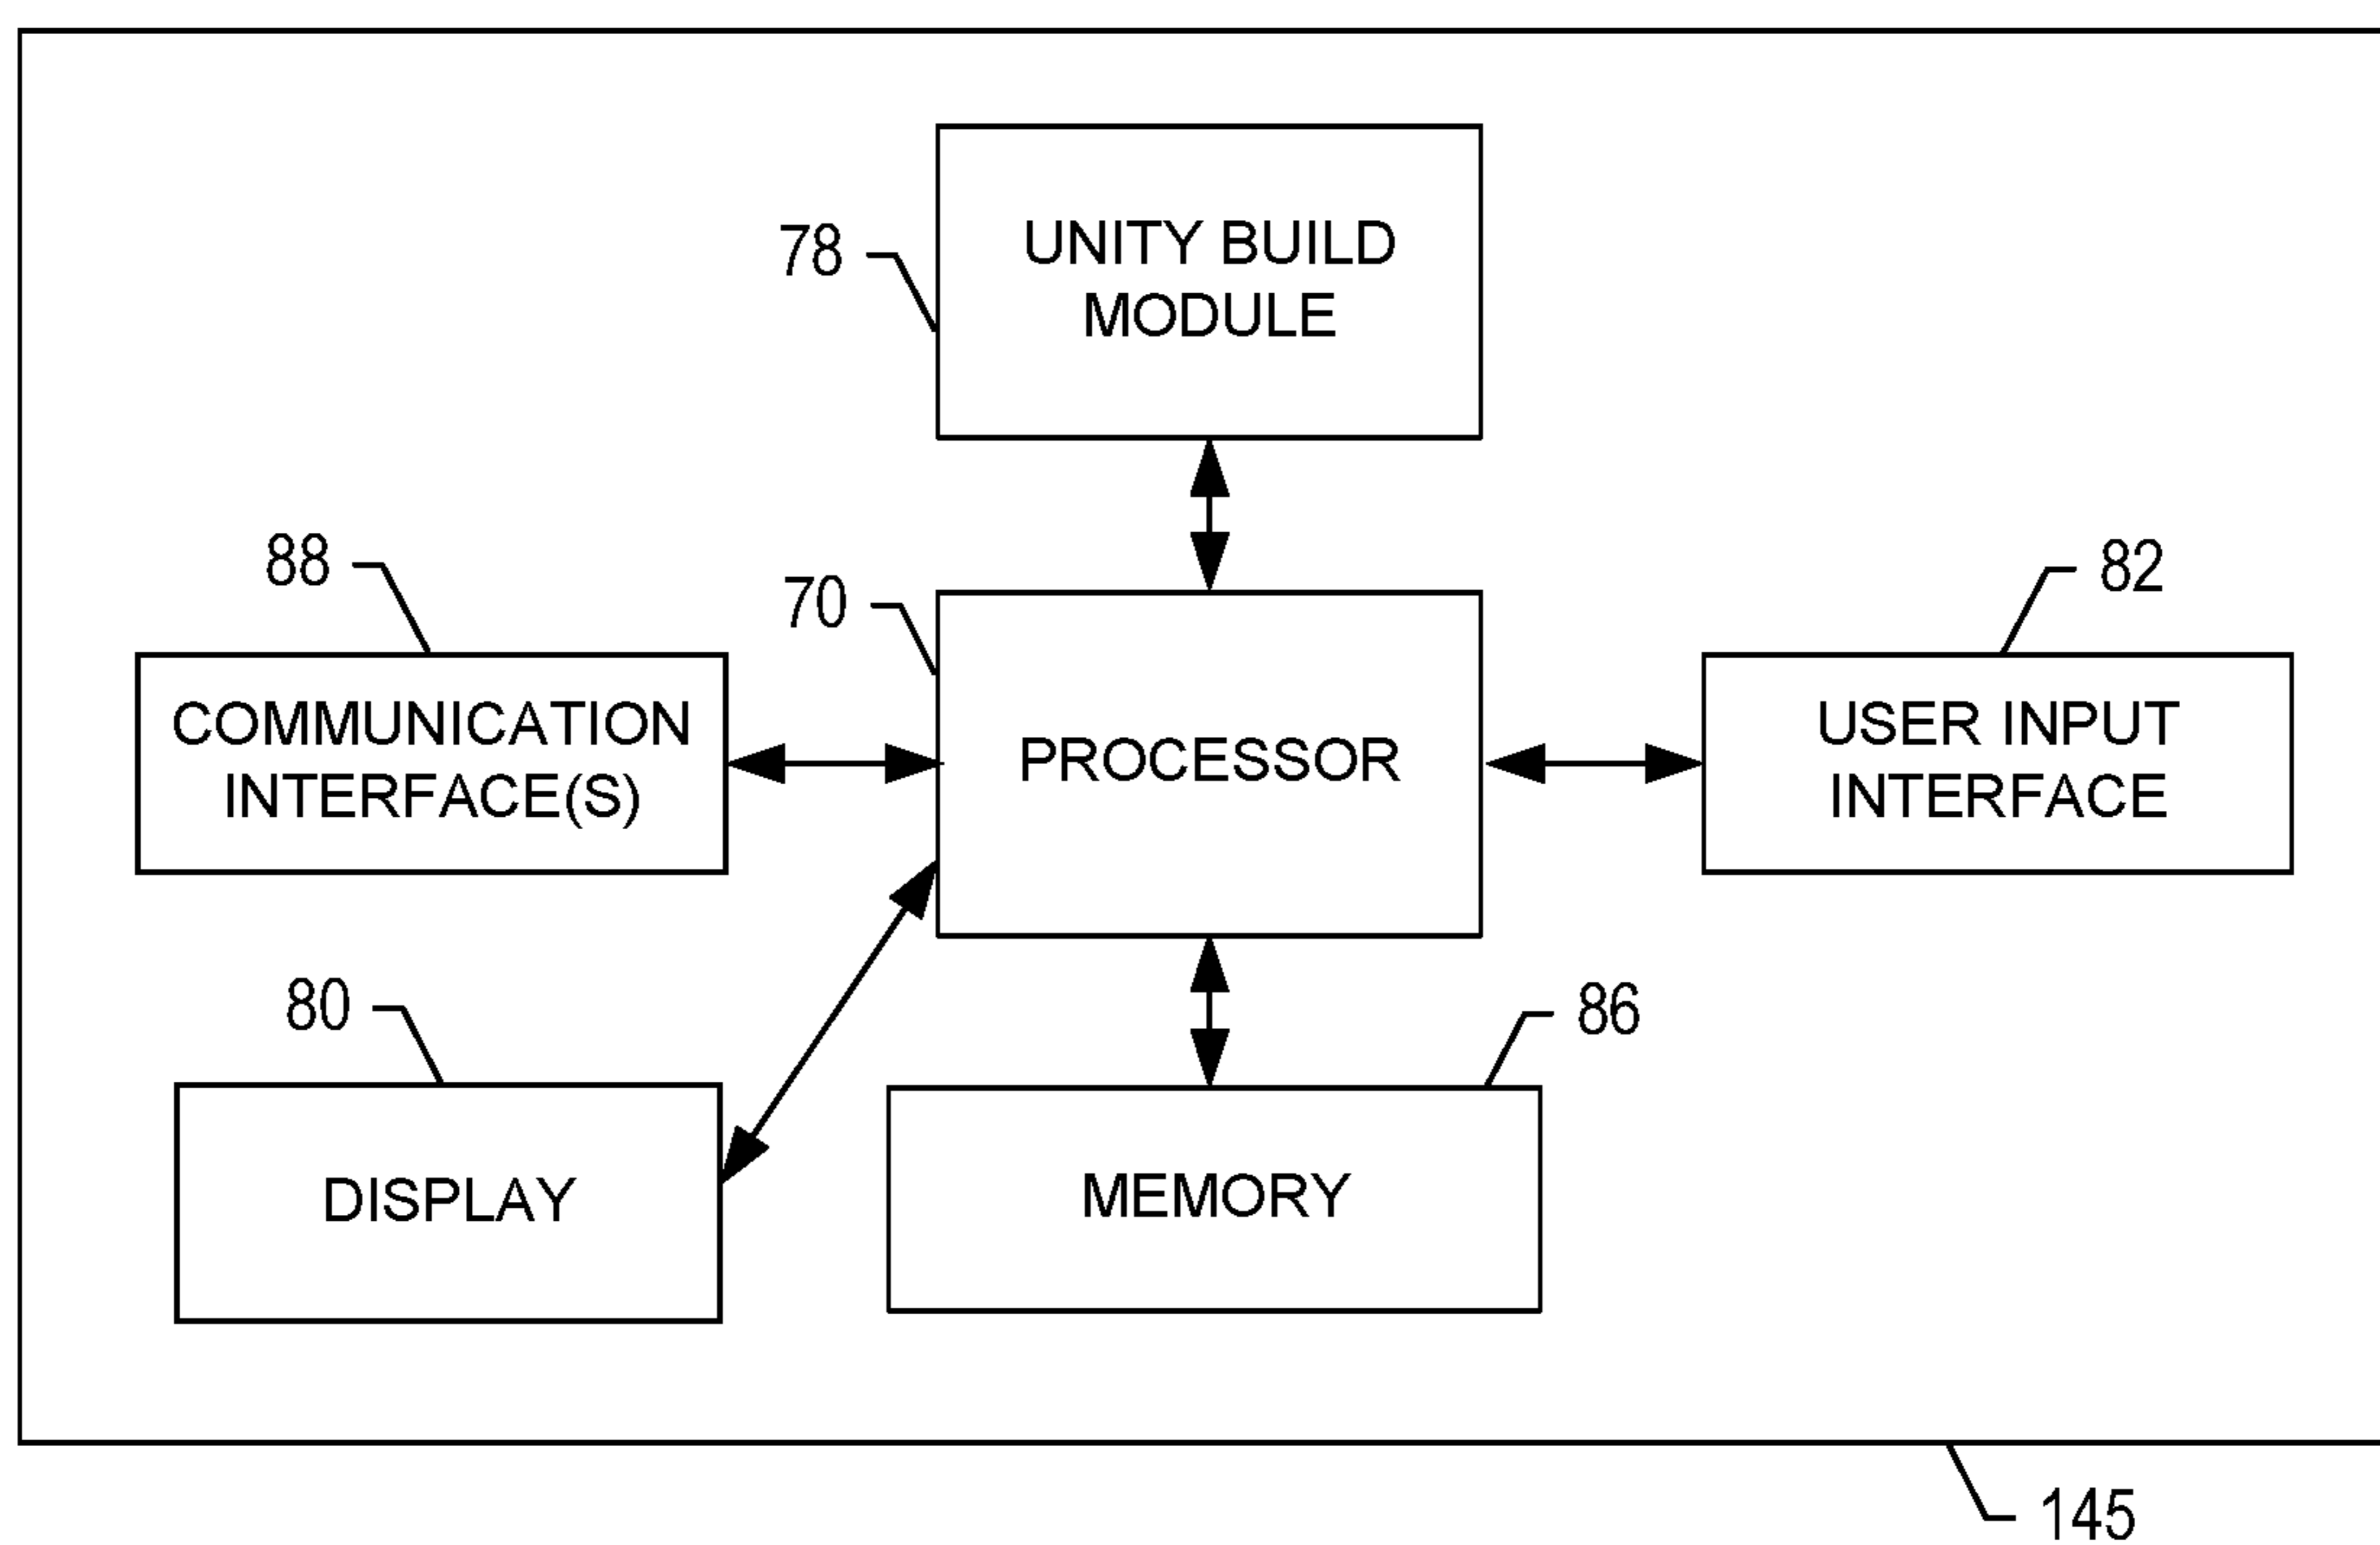 78
UNITY BUILD
MODULE
88
70
82
COMMUNICATION
INTERFACE(S)
PROCESSOR
USER INPUT
INTERFACE
80
86
DISPLAY
MEMORY
145